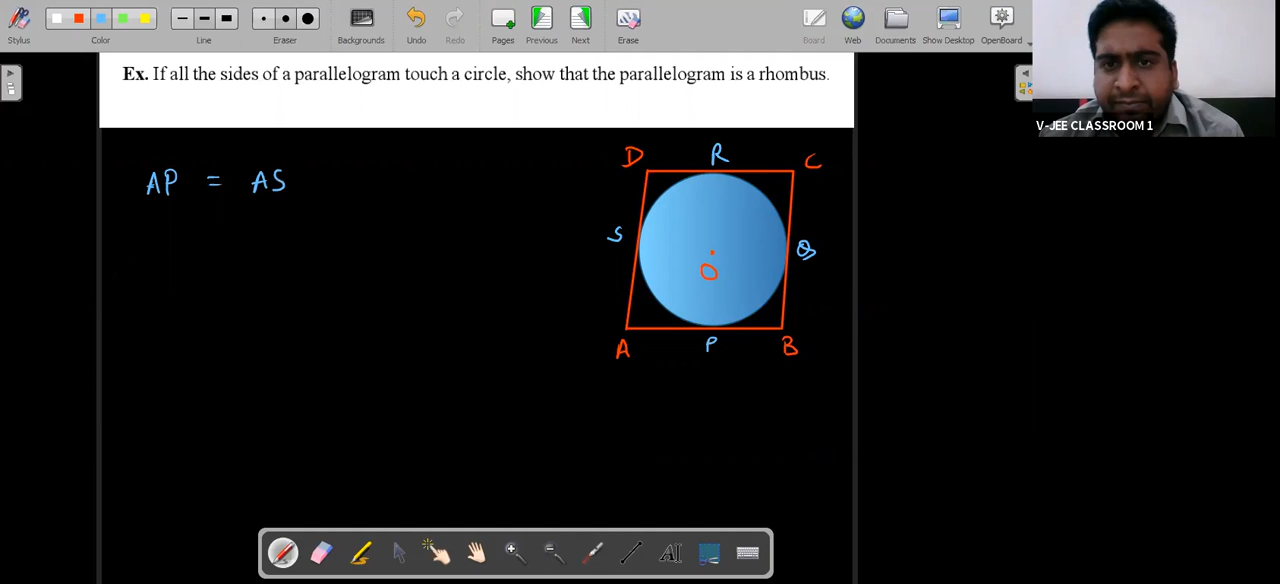 Stylus Color Line Eraser Backgrounds Undo Redo Pages Previous Next Erase Board Web Documents Show Desktop OpenBoard
Ex. If all the sides of a parallelogram touch a circle, show that the parallelogram is a rhombus.
V-JEE CLASSROOM 1
D R C
AP = AS
S Q
O
A P B
AI